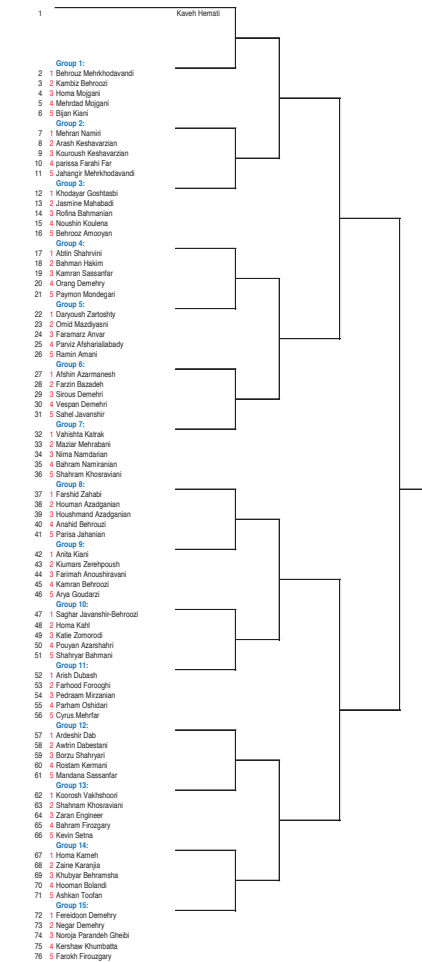 1 Kaveh Hemati
Group 1:
2 1 Behrouz Mehrkhodavandi
3 2 Kambiz Behroozi
4 3 Homa Mojgani
5 4 Mehrdad Mojgani
6 5 Bijan Kiani
Group 2:
7 1 Mehran Namiri
8 2 Arash Keshavarzian
9 3 Kouroush Keshavarzian
10 4 parissa Farahi Far
11 5 Jahangir Mehrkhodavandi
Group 3:
12 1 Khodayar Goshtasbi
13 2 Jasmine Mahabadi
14 3 Rofina Bahmanian
15 4 Noushin Koulena
16 5 Behrooz Amooyan
Group 4:
17 1 Abtin Shahrvini
18 2 Bahman Hakim
19 3 Kamran Sassanfar
20 4 Orang Demehry
21 5 Paymon Mondegari
Group 5:
22 1 Daryoush Zartoshty
23 2 Omid Mazdiyasni
24 3 Faramarz Anvar
25 4 Parviz Afsharialiabady
26 5 Ramin Amani
Group 6:
27 1 Afshin Azarmanesh
28 2 Farzin Bazadeh
29 3 Sirous Demehri
30 4 Vespan Demehri
31 5 Sahel Javanshir
Group 7:
32 1 Vahishta Katrak
33 2 Maziar Mehrabani
34 3 Nima Namdarian
35 4 Bahram Namiranian
36 5 Shahram Khosraviani
Group 8:
37 1 Farshid Zahabi
38 2 Houman Azadganian
39 3 Houshmand Azadganian
40 4 Anahid Behrouzi
41 5 Parisa Jahanian
Group 9:
42 1 Anita Kiani
43 2 Kiumars Zerehpoush
44 3 Farimah Anoushiravani
45 4 Kamran Behroozi
46 5 Arya Goudarzi
Group 10:
47 1 Saghar Javanshir-Behroozi
48 2 Homa Kahl
49 3 Katie Zomorodi
50 4 Pouyan Azarshahri
51 5 Shahryar Bahmani
Group 11:
52 1 Arish Dubash
53 2 Farhood Forooghi
54 3 Pedraam Mirzanian
55 4 Parham Oshidari
56 5 Cyrus Mehrfar
Group 12:
57 1 Ardeshir Dab
58 2 Awtrin Dabestani
59 3 Borzu Shahryari
60 4 Rostam Kermani
61 5 Mandana Sassanfar
Group 13:
62 1 Koorosh Vakhshoori
63 2 Shahnam Khosraviani
64 3 Zaran Engineer
65 4 Bahram Firozgary
66 5 Kevin Setna
Group 14:
67 1 Homa Kameh
68 2 Zaine Karanjia
69 3 Khubyar Behramsha
70 4 Hooman Bolandi
71 5 Ashkan Toofan
Group 15:
72 1 Fereidoon Demehry
73 2 Negar Demehry
74 3 Noroja Parandeh Gheibi
75 4 Kershaw Khumbatta
76 5 Farokh Firouzgary